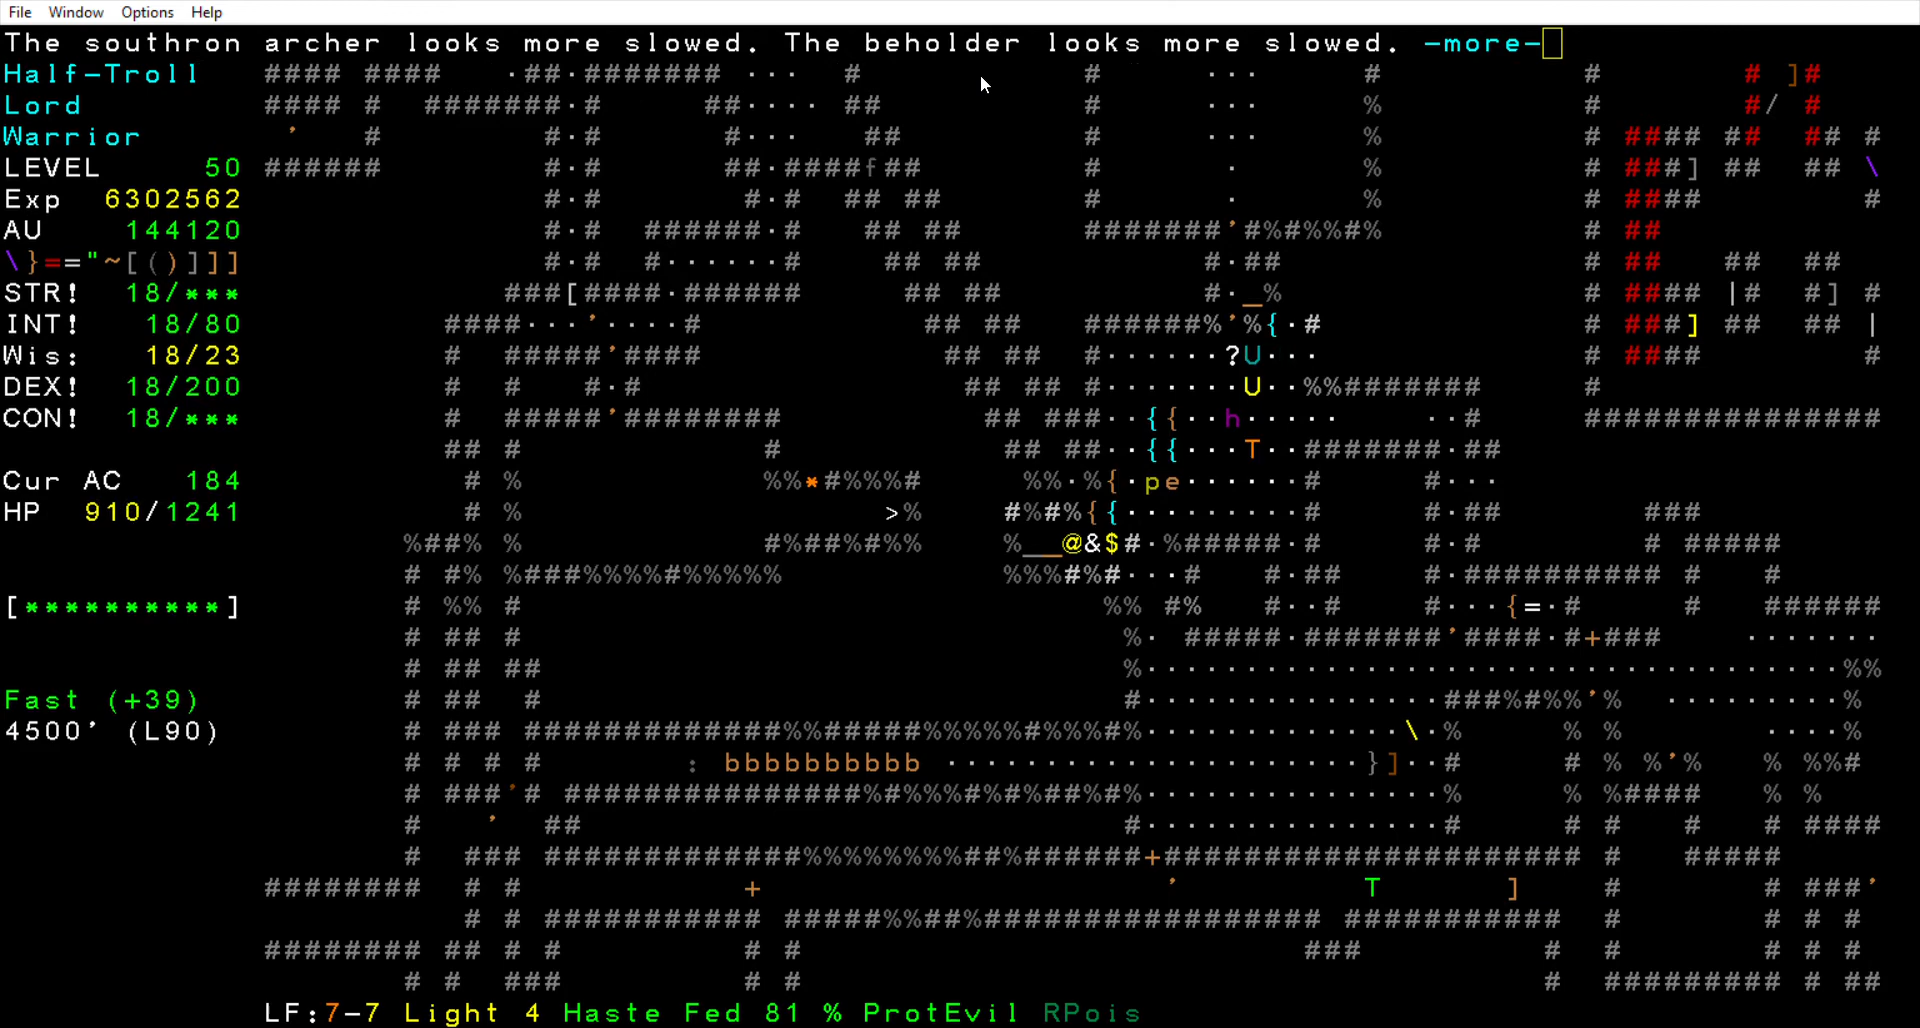 File Window Options Help
The southron archer looks more slowed. The beholder looks more slowed. -more-
Half-Troll
Lord
Warrior
LEVEL 50
Exp 6302562
AU 144120
\}=="~[()]]]
STR! 18/***
INT! 18/80
Wis: 18/23
DEX! 18/200
CON! 18/***
Cur AC 184
HP 910/1241
[**********]
Fast (+39)
4500' (L90)
LF:7-7 Light 4 Haste Fed 81 % ProtEvil RPois